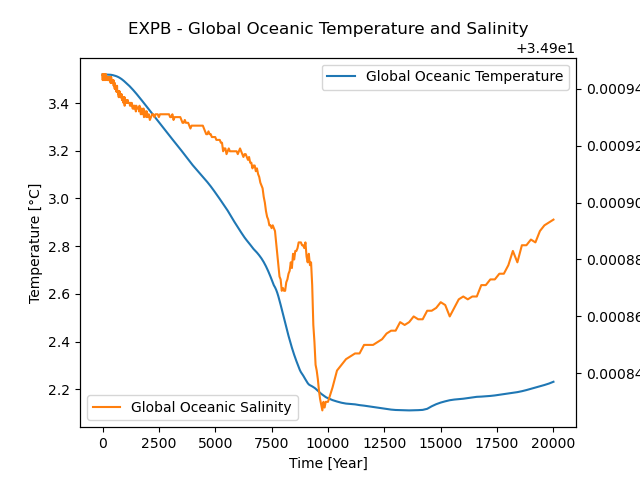 EXPB - Global Oceanic Temperature and Salinity
+3.49e1
Global Oceanic Temperature
3.4
3.2
3.0
2.8
2.6
2.4
2.2
Temperature [°C]
0.00094
0.00092
0.00090
0.00088
0.00086
0.00084
Global Oceanic Salinity
0 2500 5000 7500 10000 12500 15000 17500 20000
Time [Year]